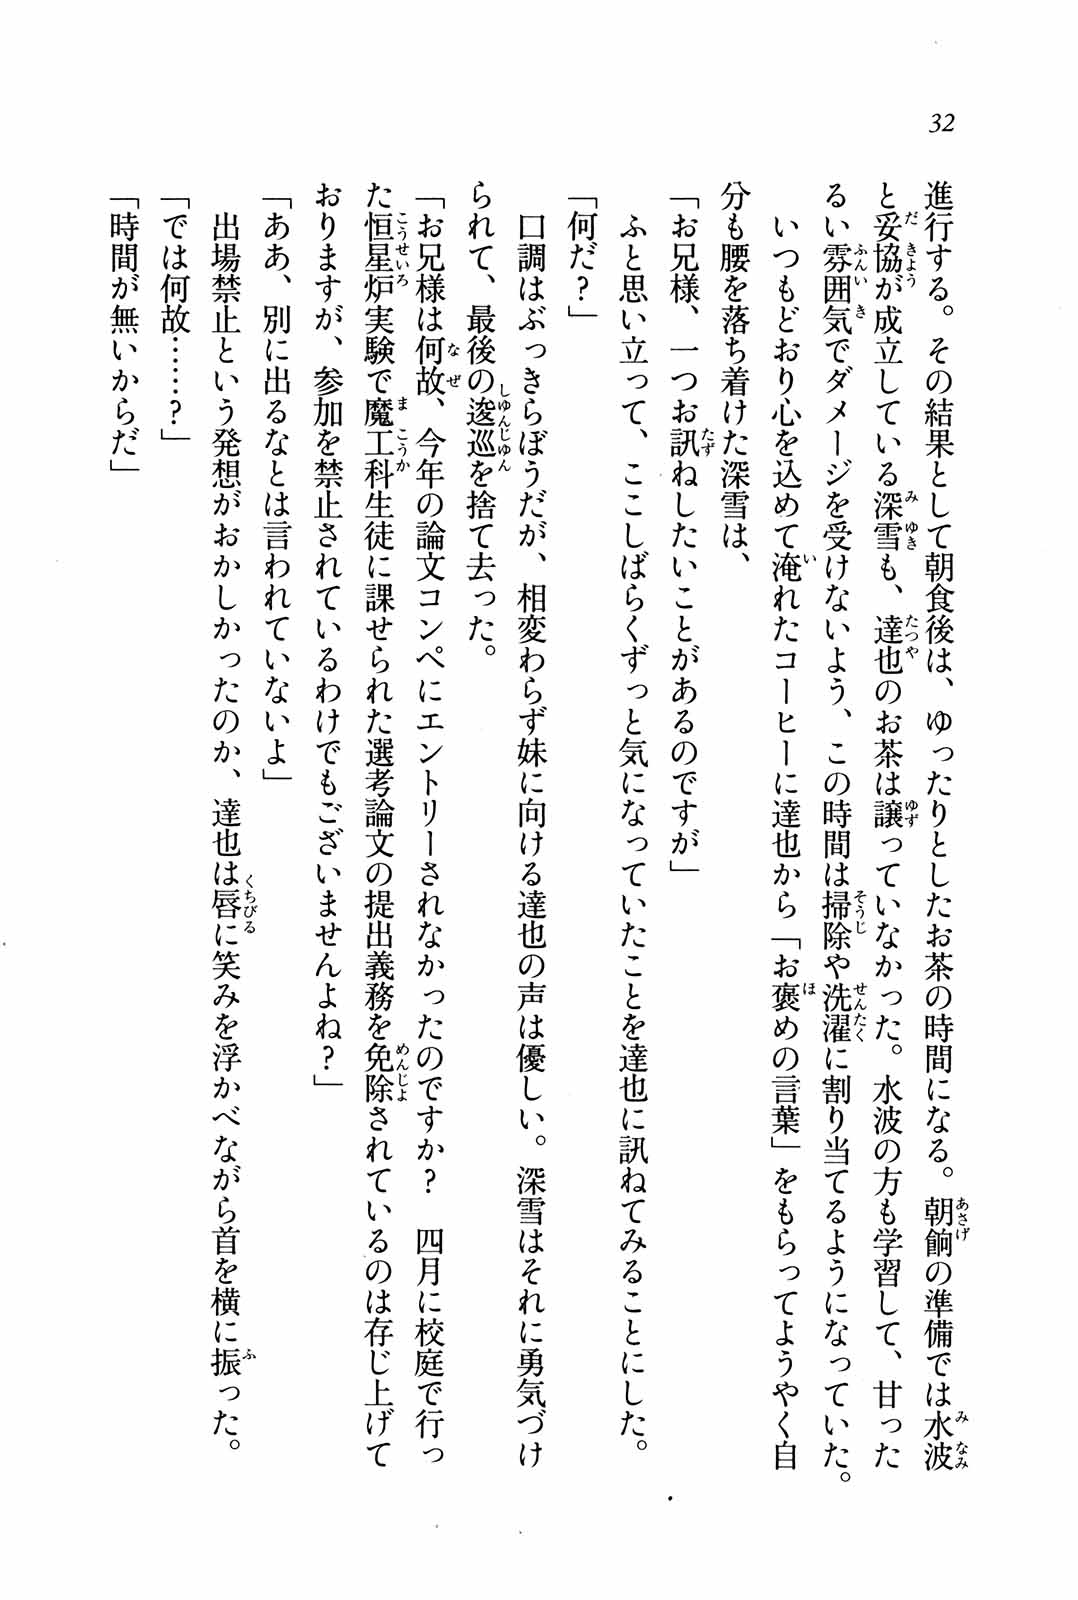 32
進行する。その結果として朝食後は、ゆったりとしたお茶の時間になる。朝餉の準備では水波
と妥協が成立している深雪も、達也のお茶は譲っていなかった。水波の方も学習して、甘った
るい雰囲気でダメージを受けないよう、この時間は掃除や洗濯に割り当てるようになっていた。
いつもどおり心を込めて淹れたコーヒーに達也から「お褒めの言葉」をもらってようやく自
分も腰を落ち着けた深雪は、
「お兄様、一つお訊ねしたいことがあるのですが」
ふと思い立って、ここしばらくずっと気になっていたことを達也に訊ねてみることにした。
「何だ？」
口調はぶっきらぼうだが、相変わらず妹に向ける達也の声は優しい。深雪はそれに勇気づけ
られて、最後の逡巡を捨て去った。
「お兄様は何故、今年の論文コンペにエントリーされなかったのですか？　四月に校庭で行っ
た恒星炉実験で魔工科生徒に課せられた選考論文の提出義務を免除されているのは存じ上げて
おりますが、参加を禁止されているわけでもございませんよね？」
「ああ、別に出るなとは言われていないよ」
出場禁止という発想がおかしかったのか、達也は唇に笑みを浮かべながら首を横に振った。
「では何故……？」
「時間が無いからだ」